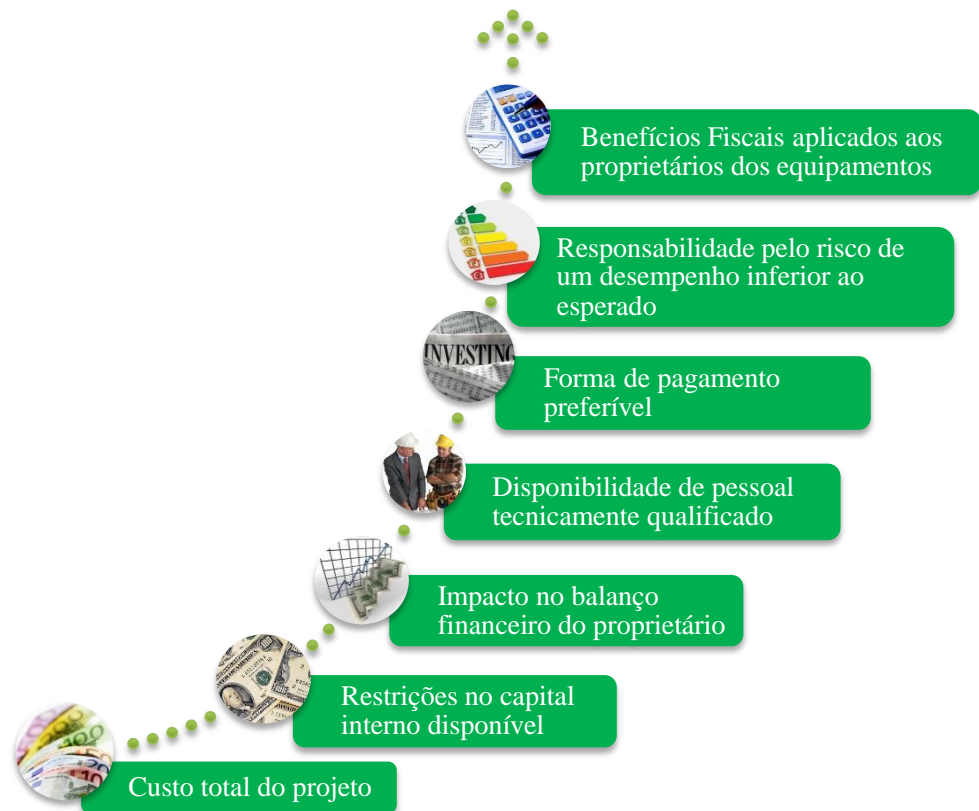 Benefícios Fiscais aplicados aos
proprietários dos equipamentos
Responsabilidade pelo risco de
um desempenho inferior ao
esperado
INVESTING
Forma de pagamento
preferível
Disponibilidade de pessoal
tecnicamente qualificado
Impacto no balanço
financeiro do proprietário
Restrições no capital
interno disponível
Custo total do projeto